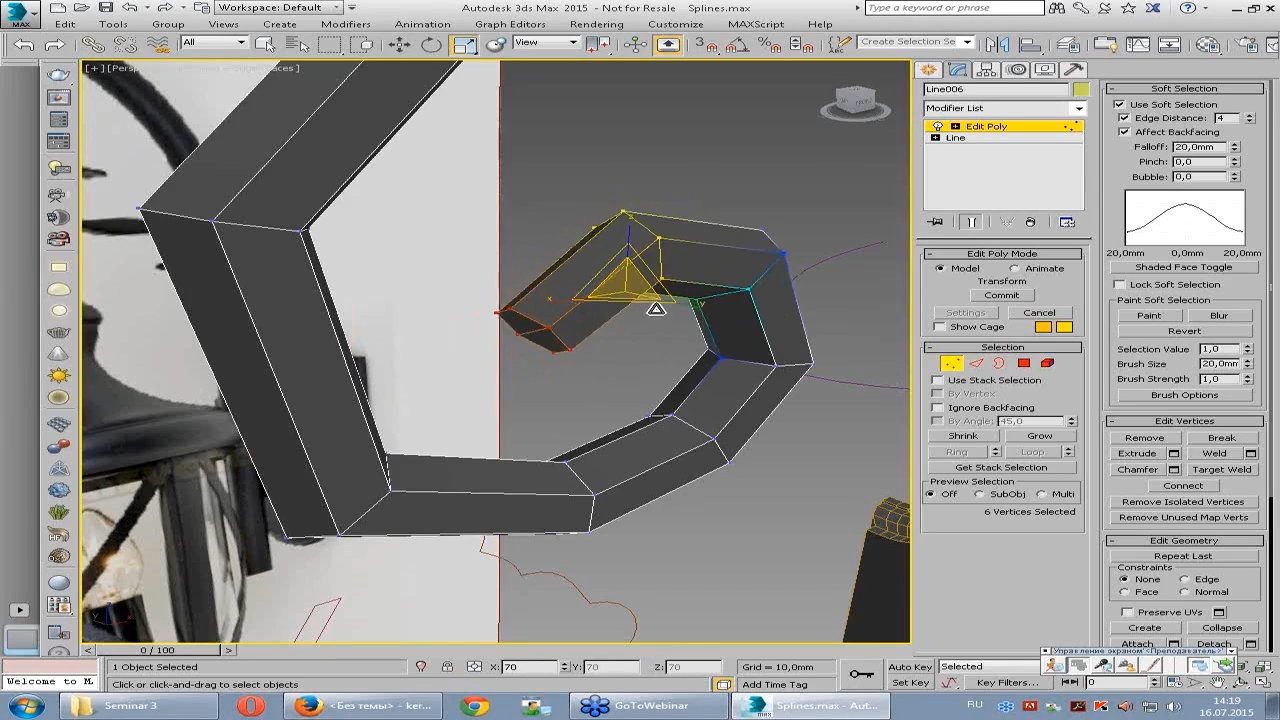 MAX
Workspace: Default
Autodesk 3ds Max 2015 - Not for Resale Splines.max
Type a keyword or phrase
Edit Tools Group Views Create Modifiers Animation Graph Editors Rendering Customize MAXScript Help
All View Create Selection Se
Line006
Modifier List
Edit Poly
Line
Edit Poly Mode
Model Animate
Transform
Commit
Settings Cancel
Show Cage
Selection
Use Stack Selection
By Vertex
Ignore Backfacing
By Angle: 45,0
Shrink Grow
Ring Loop
Get Stack Selection
Preview Selection
Off SubObj Multi
6 Vertices Selected
Soft Selection
Use Soft Selection
Edge Distance: 4
Affect Backfacing
Falloff: 20,0mm
Pinch: 0,0
Bubble: 0,0
20,0mm 0,0mm 20,0mm
Shaded Face Toggle
Lock Soft Selection
Paint Soft Selection
Paint Blur
Revert
Selection Value 1,0
Brush Size 20,0mm
Brush Strength 1,0
Brush Options
Edit Vertices
Remove Break
Extrude Weld
Chamfer Target Weld
Connect
Remove Isolated Vertices
Remove Unused Map Verts
Edit Geometry
Repeat Last
Constraints
None Edge
Face Normal
Preserve UVs
Create Collapse
Attach Detach
0 / 100
1 Object Selected X: 70 Y: 70 Z: 70 Grid = 10,0mm Auto Key Selected
Welcome to M Click or click-and-drag to select objects Add Time Tag Set Key Key Filters... 0
Seminar 3 <Без темы> - ker... GoToWebinar Splines.max - Aut... RU 14:19
16.07.2015